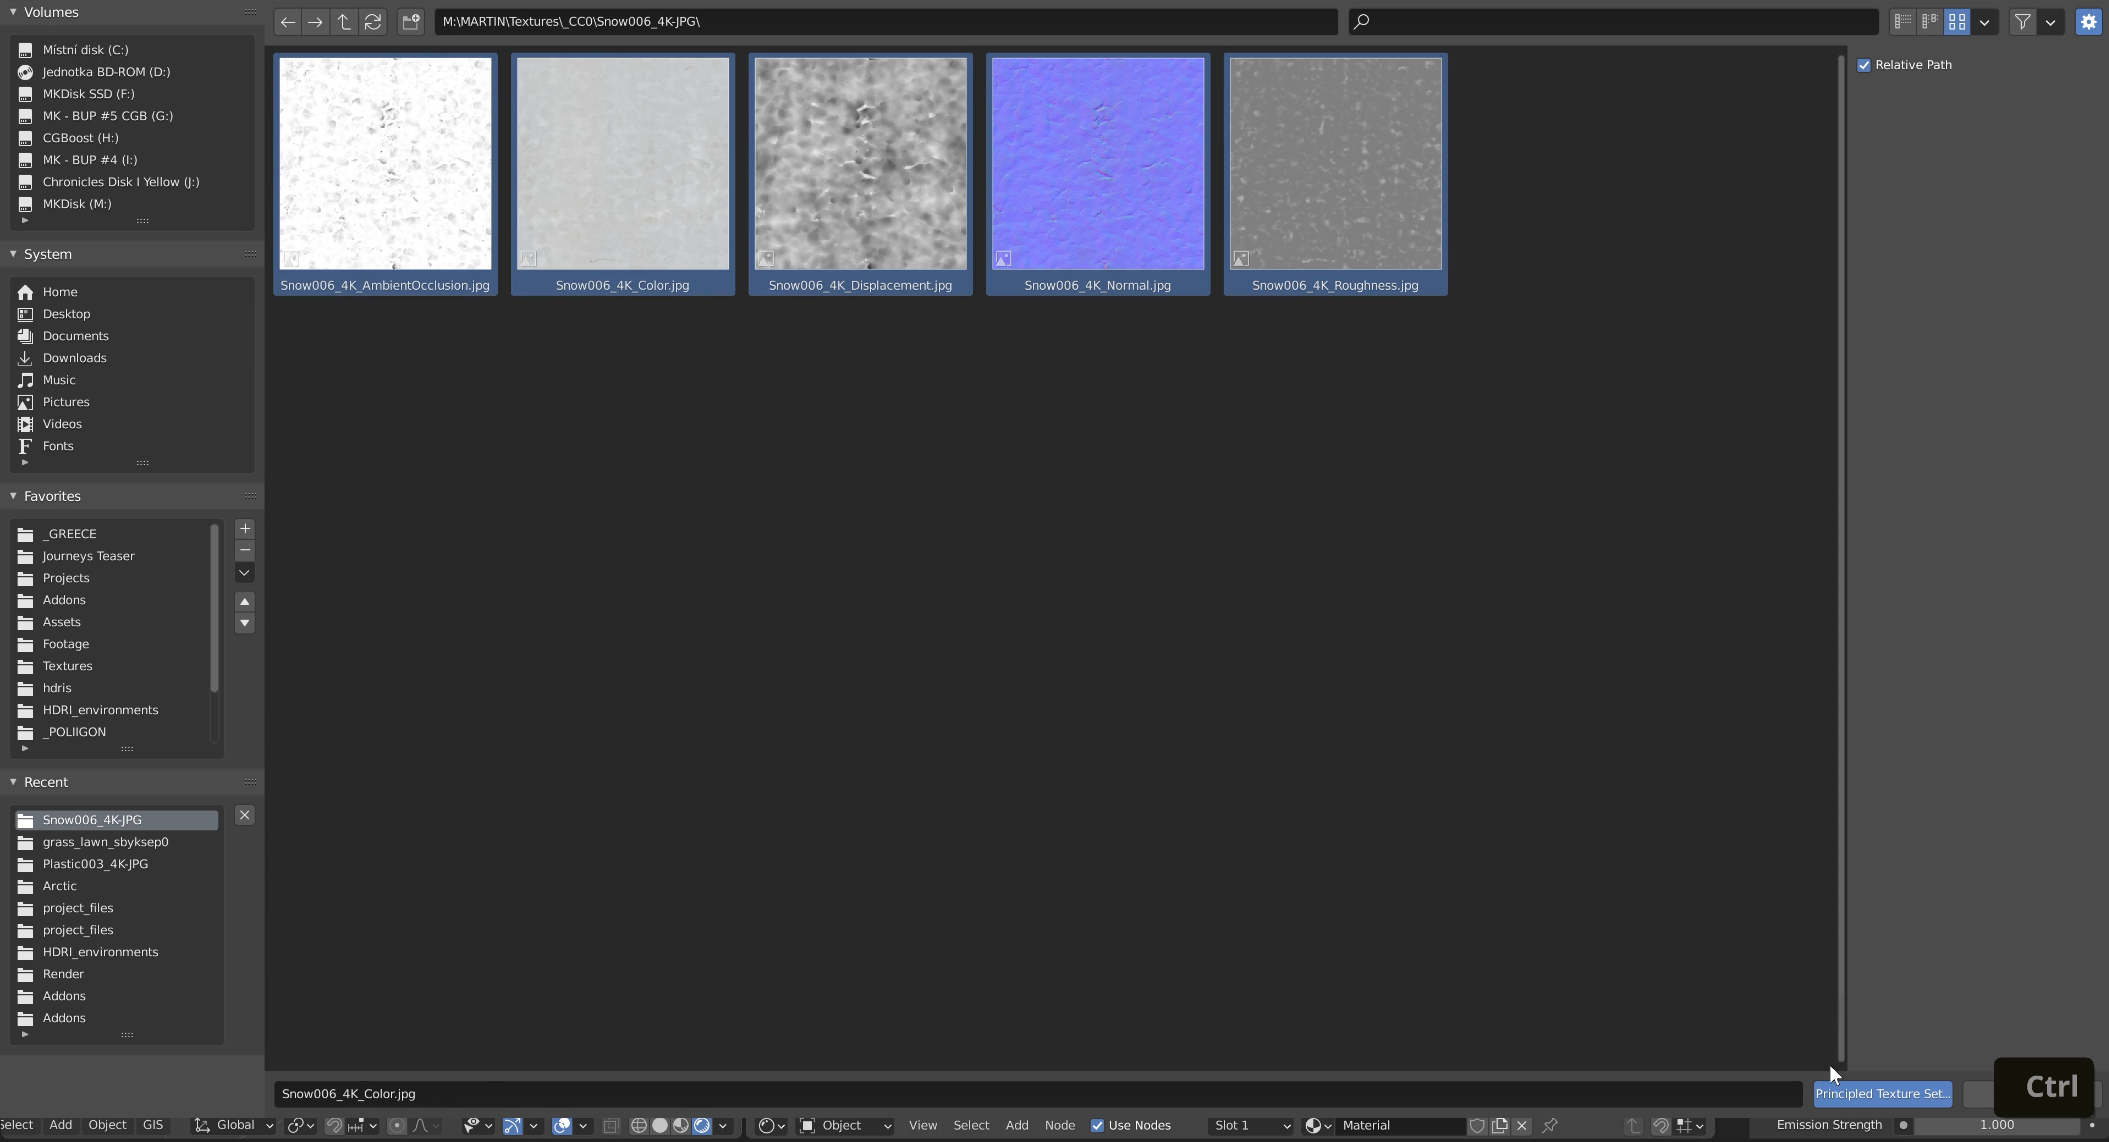 Volumes
M:\MARTIN\Textures\_CC0\Snow006_4K-JPG\
Místní disk (C:)
Jednotka BD-ROM (D:)
MKDisk SSD (F:)
MK - BUP #5 CGB (G:)
CGBoost (H:)
MK - BUP #4 (I:)
Chronicles Disk I Yellow (J:)
MKDisk (M:)
Relative Path
Snow006_4K_AmbientOcclusion.jpg
Snow006_4K_Color.jpg
Snow006_4K_Displacement.jpg
Snow006_4K_Normal.jpg
Snow006_4K_Roughness.jpg
System
Home
Desktop
Documents
Downloads
Music
Pictures
Videos
Fonts
Favorites
_GREECE
Journeys Teaser
Projects
Addons
Assets
Footage
Textures
hdris
HDRI_environments
_POLIIGON
Recent
Snow006_4K-JPG
grass_lawn_sbyksep0
Plastic003_4K-JPG
Arctic
project_files
project_files
HDRI_environments
Render
Addons
Addons
Snow006_4K_Color.jpg
Principled Texture Set...
Ctrl
Select Add Object GIS Global Object View Select Add Node Use Nodes Slot 1 Material Emission Strength 1.000